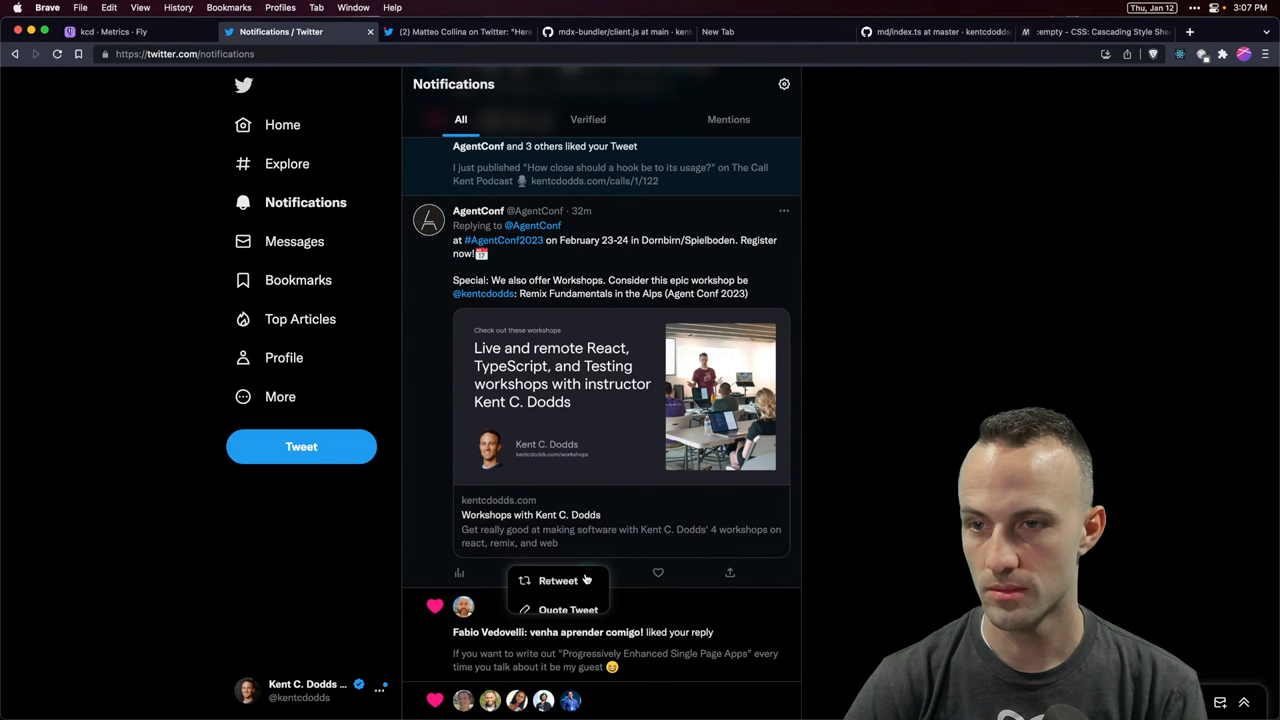 Brave File Edit View History Bookmarks Profiles Tab Window Help Thu, Jan 12 3:07 PM
kcd - Metrics - Fly
Notifications / Twitter
(2) Matteo Collina on Twitter: "Here
mdx-bundler/client.js at main · kent
New Tab
md/index.ts at master · kentcdodds,
:empty - CSS: Cascading Style She
https://twitter.com/notifications
Notifications
All Verified Mentions
Home
Explore
Notifications
Messages
Bookmarks
Top Articles
Profile
More
Tweet
Kent C. Dodds ...
@kentcdodds
AgentConf and 3 others liked your Tweet
I just published "How close should a hook be to its usage?" on The Call
Kent Podcast 🎙 kentcdodds.com/calls/1/122
AgentConf @AgentConf · 32m
Replying to @AgentConf
at #AgentConf2023 on February 23-24 in Dornbirn/Spielboden. Register
now!📅
Special: We also offer Workshops. Consider this epic workshop be
@kentcdodds: Remix Fundamentals in the Alps (Agent Conf 2023)
Check out these workshops
Live and remote React,
TypeScript, and Testing
workshops with instructor
Kent C. Dodds
Kent C. Dodds
kentcdodds.com/workshops
kentcdodds.com
Workshops with Kent C. Dodds
Get really good at making software with Kent C. Dodds' 4 workshops on
react, remix, and web
Retweet
Quote Tweet
Fabio Vedovelli: venha aprender comigo! liked your reply
If you want to write out "Progressively Enhanced Single Page Apps" every
time you talk about it be my guest 😄